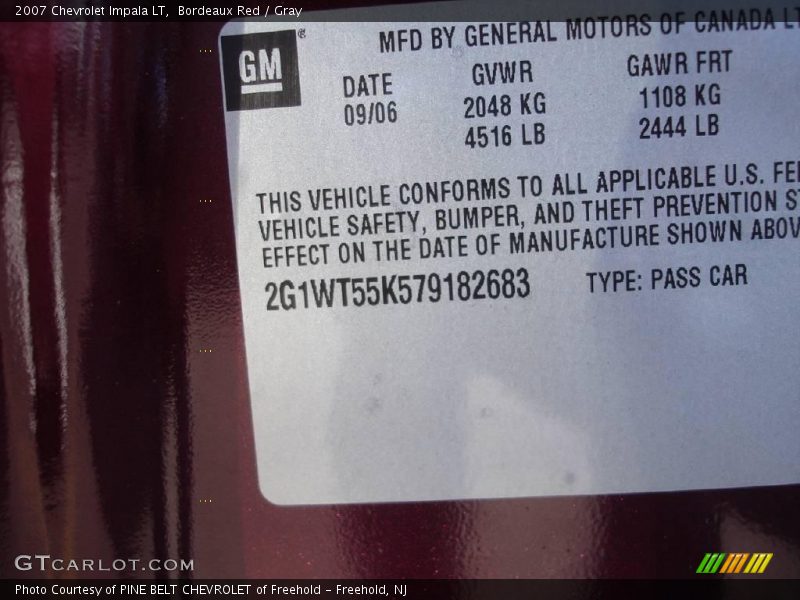 2007 Chevrolet Impala LT, Bordeaux Red / Gray
GM ®
MFD BY GENERAL MOTORS OF CANADA
DATE GVWR GAWR FRT
09/06 2048 KG 1108 KG
4516 LB 2444 LB
THIS VEHICLE CONFORMS TO ALL APPLICABLE U.S.
VEHICLE SAFETY, BUMPER, AND THEFT PREVENTION
EFFECT ON THE DATE OF MANUFACTURE SHOWN
2G1WT55K579182683 TYPE: PASS CAR
GTCARLOT.COM
Photo Courtesy of PINE BELT CHEVROLET of Freehold - Freehold, NJ